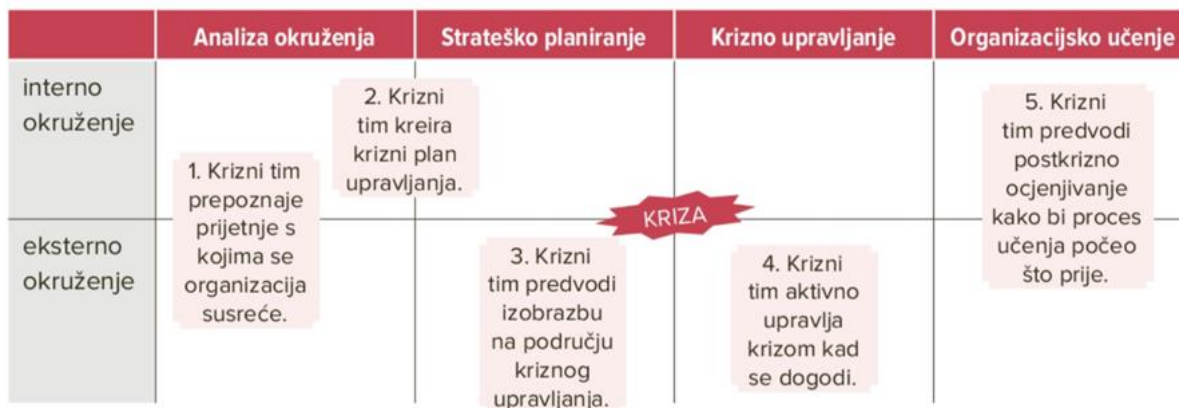 Analiza okruženja
Strateško planiranje
Krizno upravljanje
Organizacijsko učenje
interno
okruženje
eksterno
okruženje
1. Krizni tim
prepoznaje
prijetnje s
kojima se
organizacija
susreće.
2. Krizni
tim kreira
krizni plan
upravljanja.
3. Krizni
tim predvodi
izobrazbu
na području
kriznog
upravljanja.
KRIZA
4. Krizni
tim aktivno
upravlja
krizom kad
se dogodi.
5. Krizni
tim predvodi
postkrizno
ocjenjivanje
kako bi proces
učenja počeo
što prije.